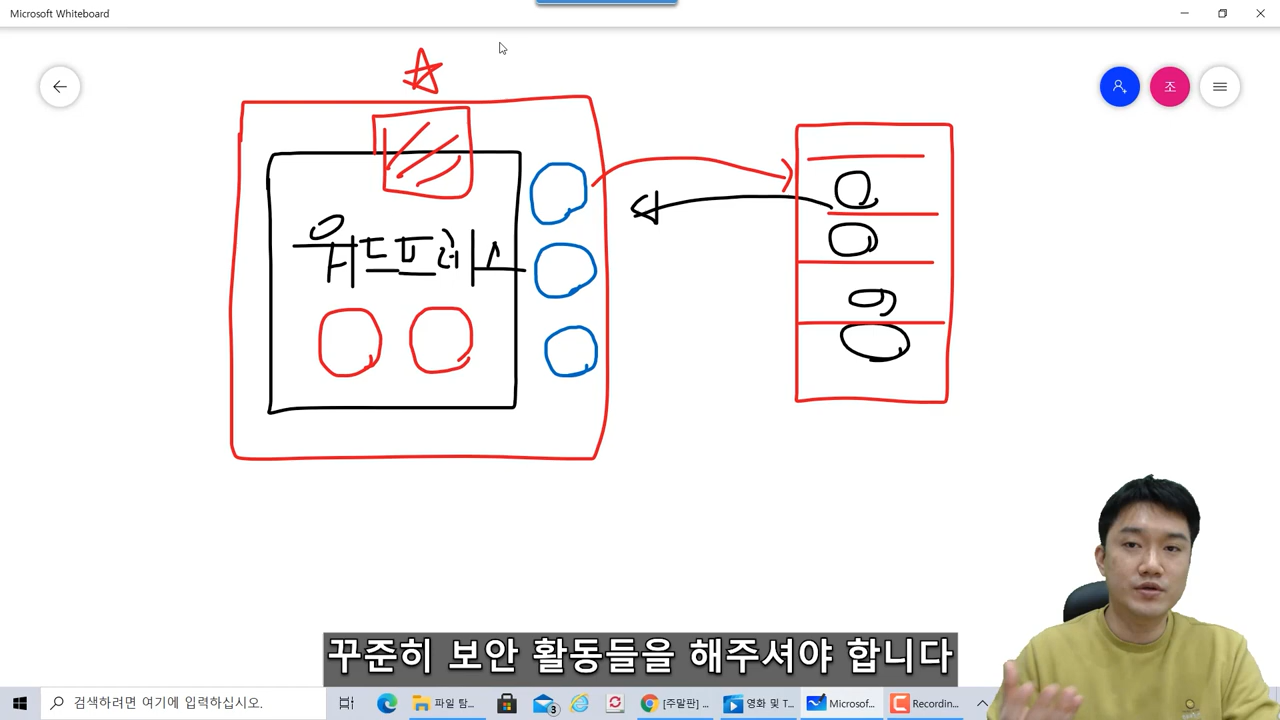 Microsoft Whiteboard
조
워드프레스
꾸준히 보안 활동들을 해주셔야 합니다
검색하려면 여기에 입력하십시오.
파일 탐...
3
[주말판] ...
영화 및 T...
Microsof...
Recordin...